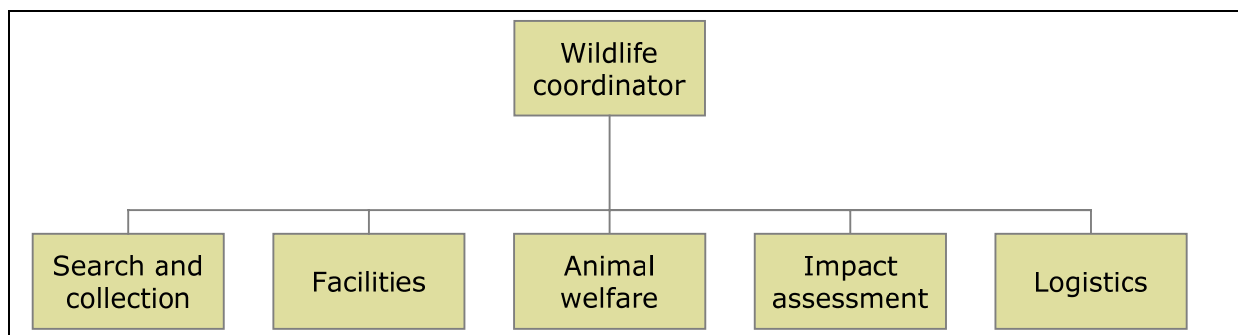 Wildlife
coordinator
Search and
collection
Facilities
Animal
welfare
Impact
assessment
Logistics